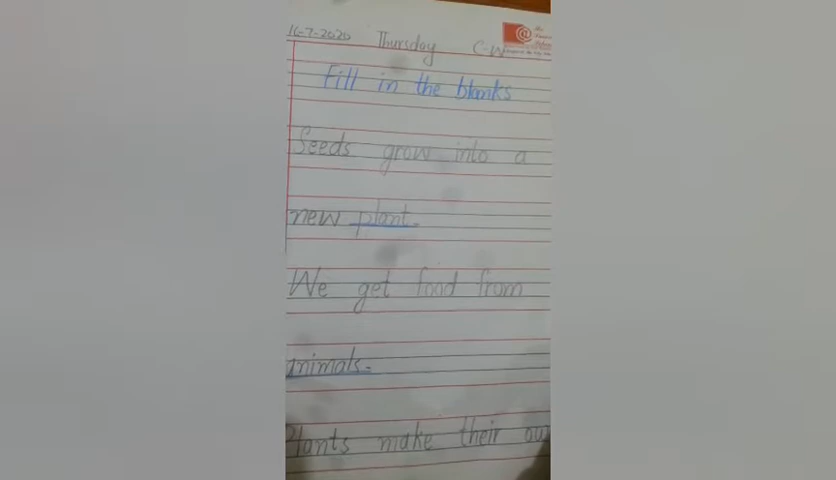 16-7-2020 Thursday C-W
Fill in the blanks
Seeds grow into a
new plant.
We get food from
animals.
Plants make their